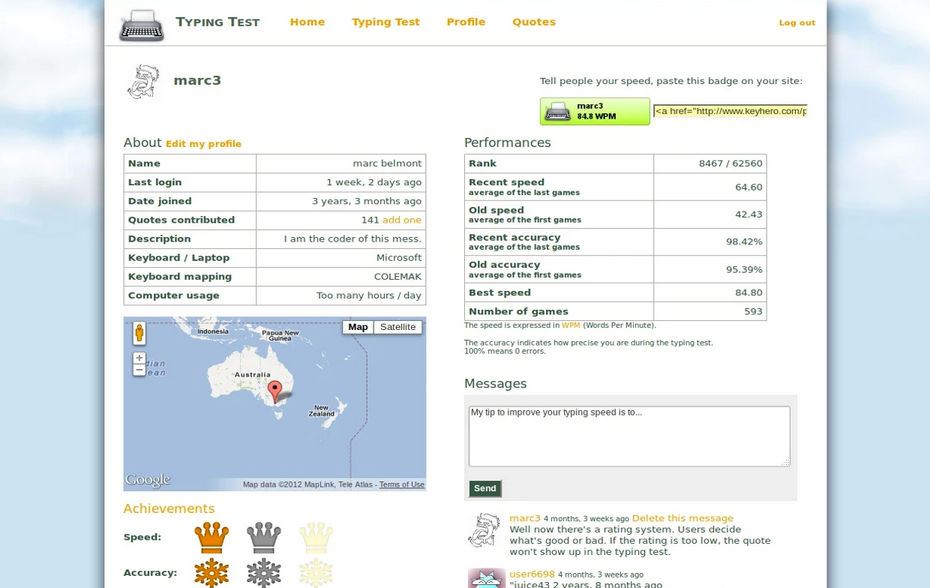 TYPING TEST Home Typing Test Profile Quotes Log out
marc3
Tell people your speed, paste this badge on your site:
marc3
84.8 WPM
<a href="http://www.keyhero.com/p
About Edit my profile
Name marc belmont
Last login 1 week, 2 days ago
Date joined 3 years, 3 months ago
Quotes contributed 141 add one
Description I am the coder of this mess.
Keyboard / Laptop Microsoft
Keyboard mapping COLEMAK
Computer usage Too many hours / day
Map Satellite
Indonesia
Papua New
Guinea
dian
ean
Australia
New
Zealand
Google
Map data ©2012 MapLink, Tele Atlas - Terms of Use
Achievements
Speed:
Accuracy:
Performances
Rank 8467 / 62560
Recent speed 64.60
average of the last games
Old speed 42.43
average of the first games
Recent accuracy 98.42%
average of the last games
Old accuracy 95.39%
average of the first games
Best speed 84.80
Number of games 593
The speed is expressed in WPM (Words Per Minute).
The accuracy indicates how precise you are during the typing test.
100% means 0 errors.
Messages
My tip to improve your typing speed is to...
Send
marc3 4 months, 3 weeks ago Delete this message
Well now there's a rating system. Users decide
what's good or bad. If the rating is too low, the quote
won't show up in the typing test.
user6698 4 months, 3 weeks ago
"juice43 2 years, 8 months ago